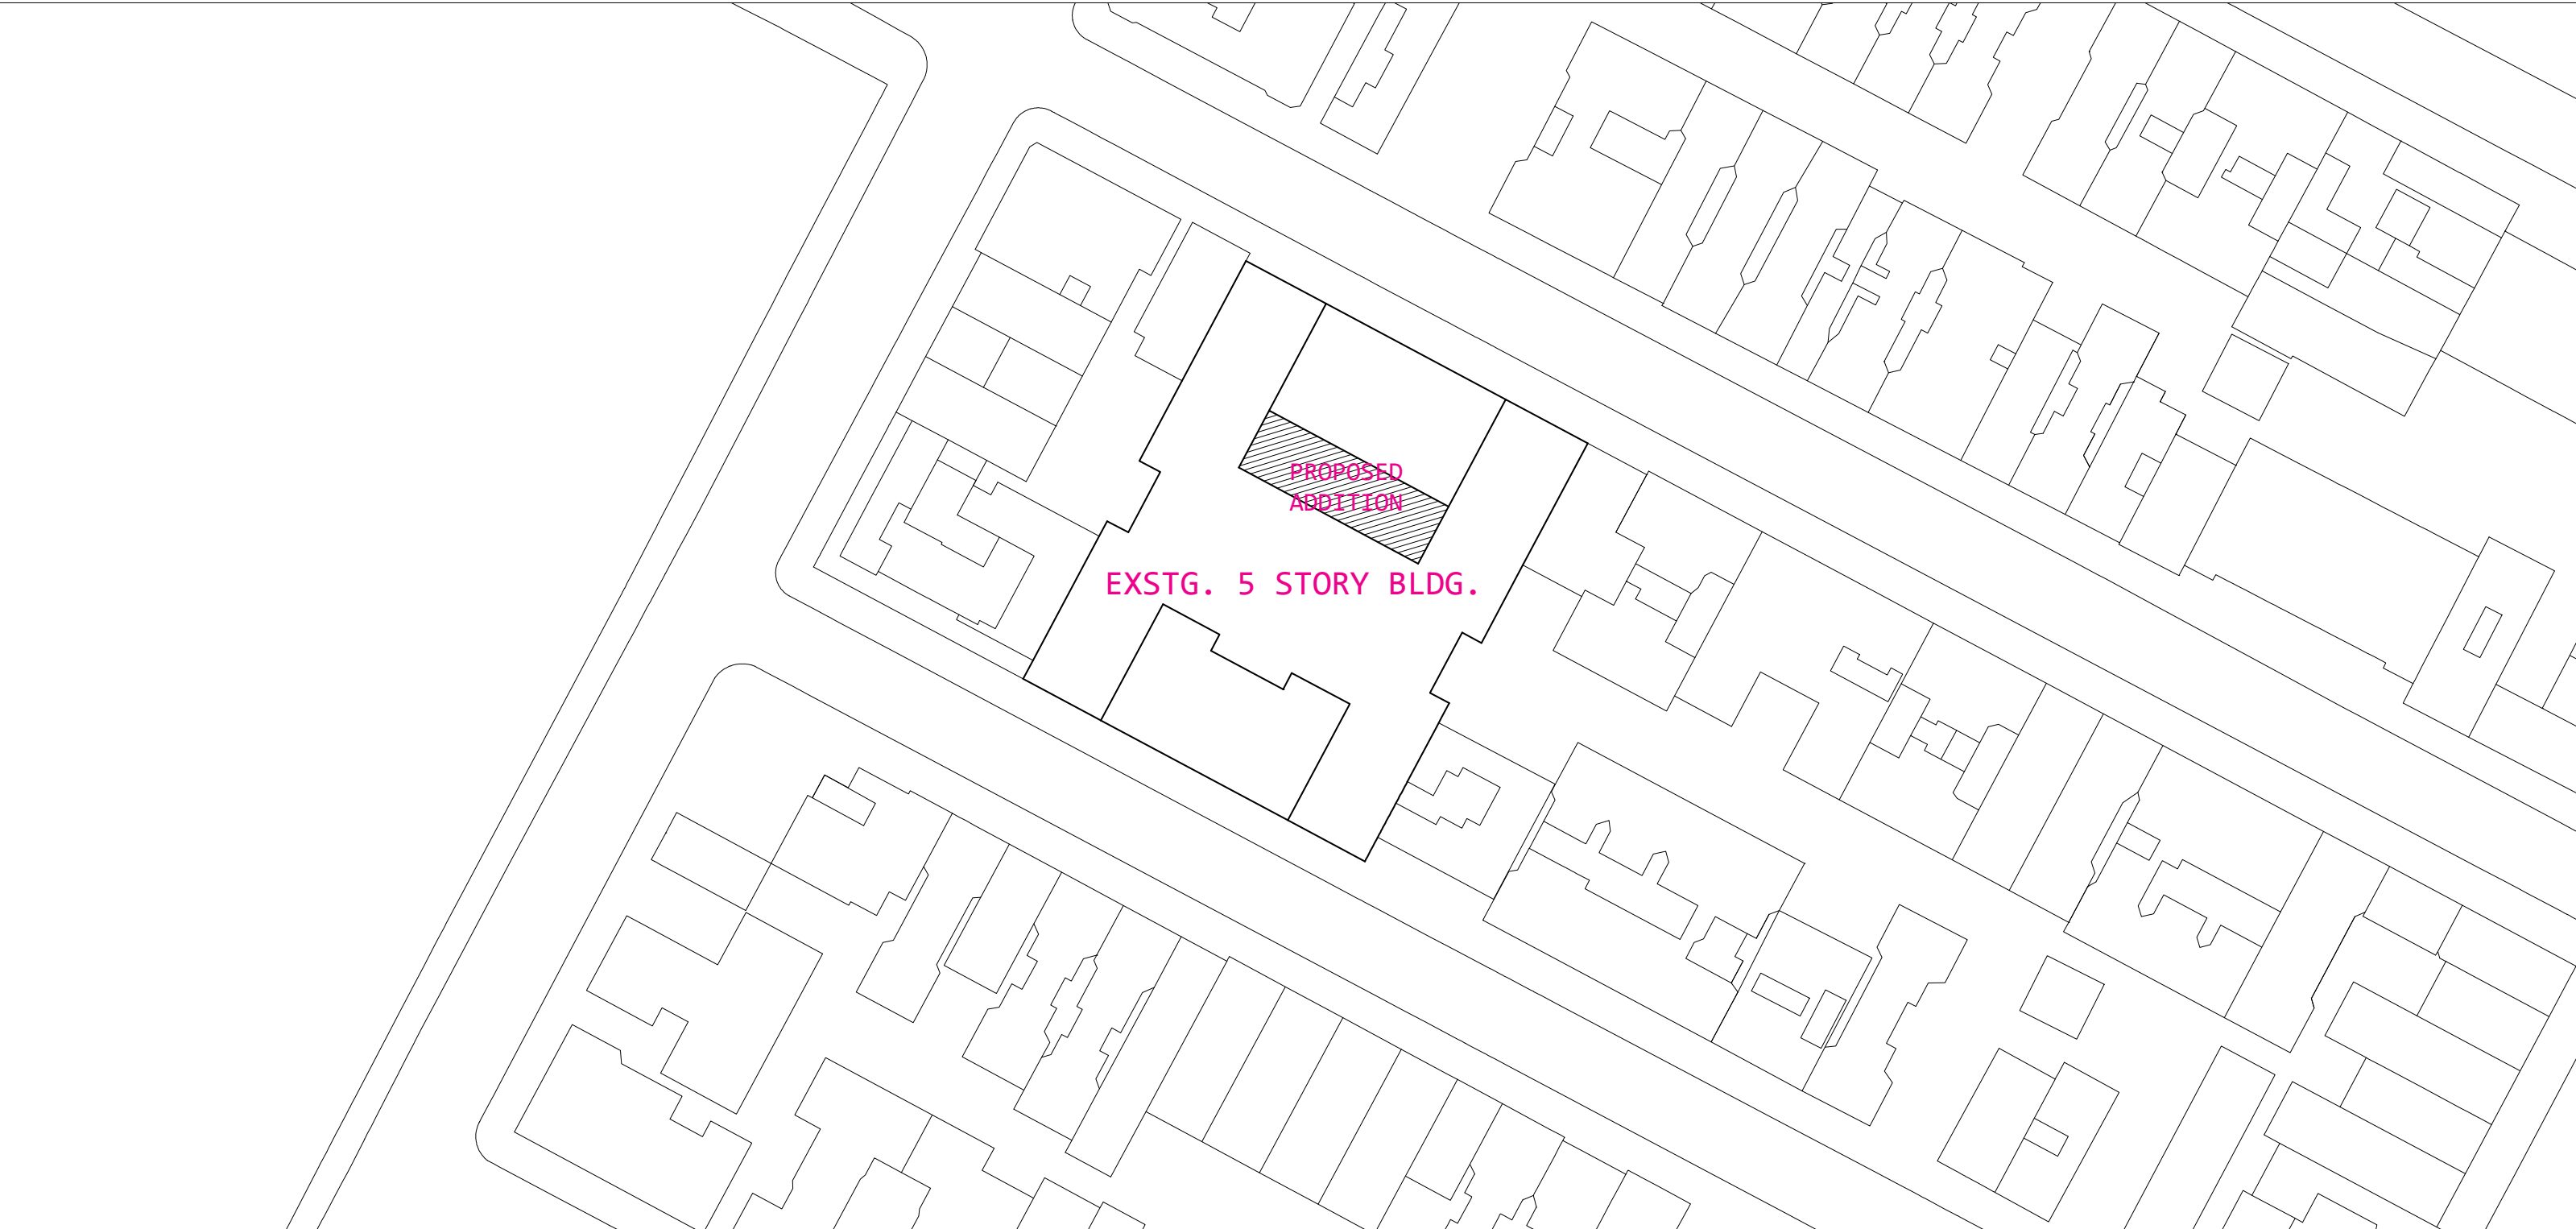 PROPOSED
ADDITION
EXSTG. 5 STORY BLDG.